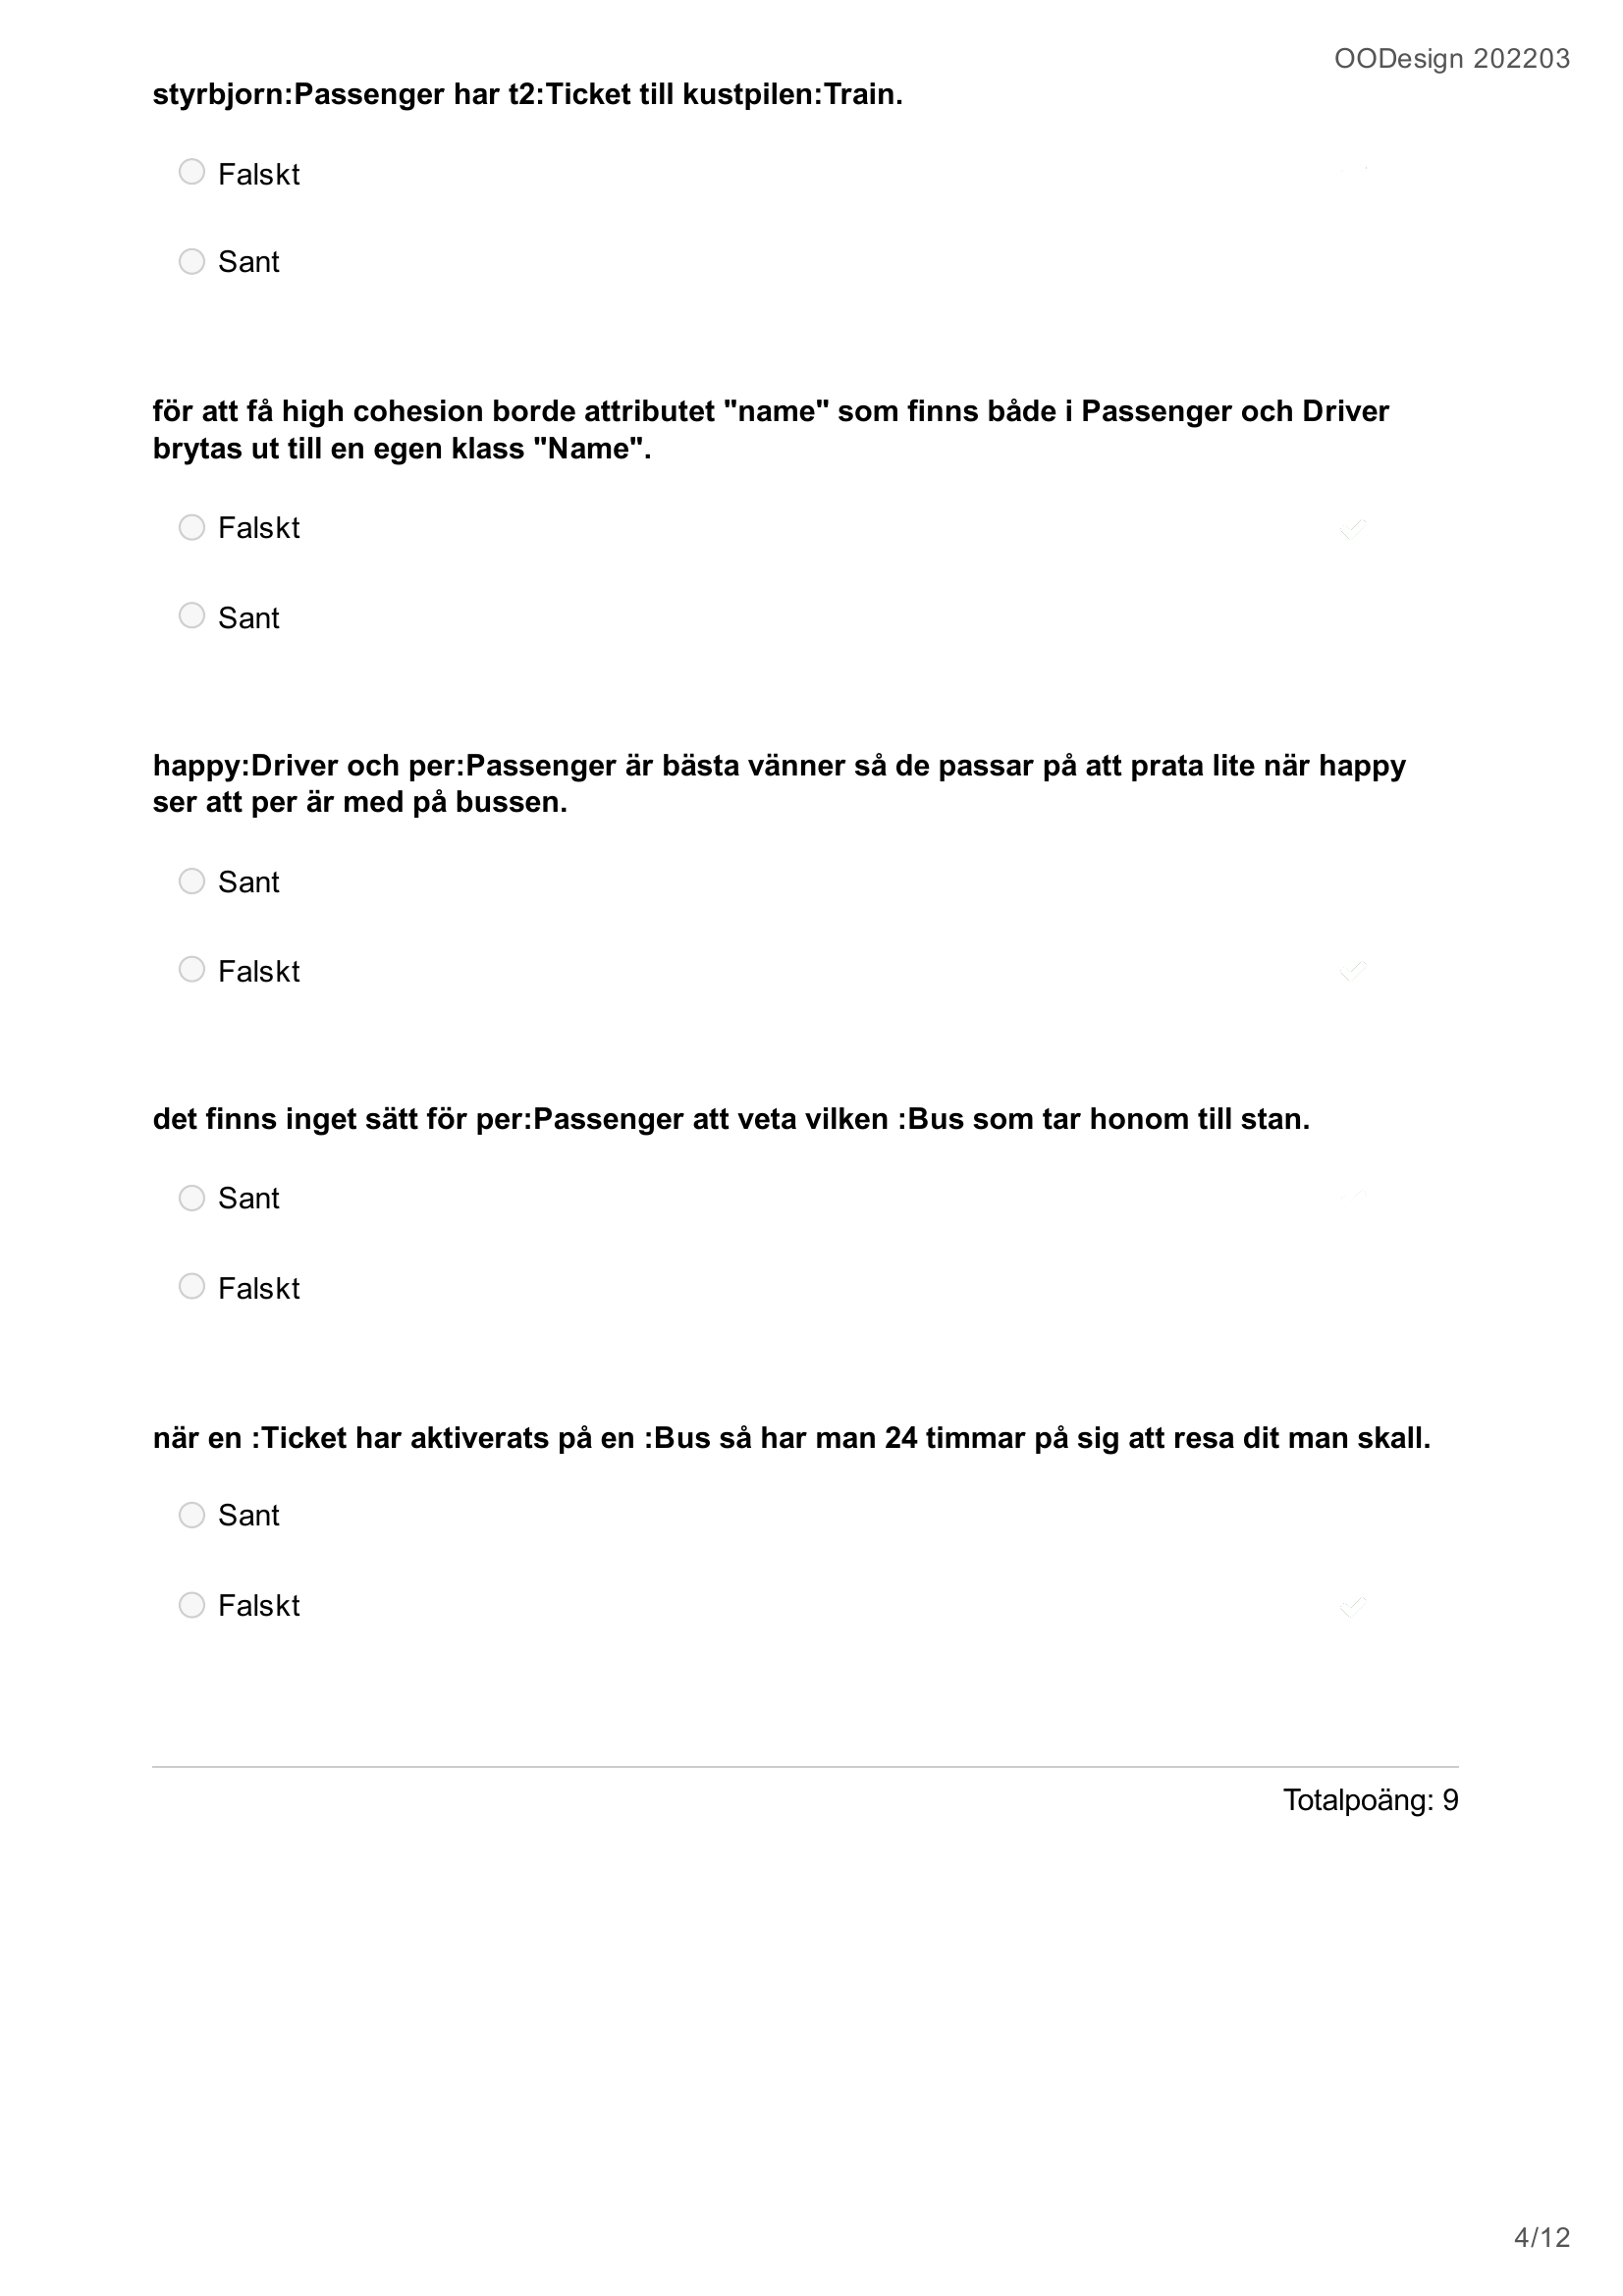 OODesign 202203
styrbjorn:Passenger har t2:Ticket till kustpilen:Train.
Falskt
Sant
för att få high cohesion borde attributet "name" som finns både i Passenger och Driver
brytas ut till en egen klass "Name".
Falskt
Sant
happy:Driver och per:Passenger är bästa vänner så de passar på att prata lite när happy
ser att per är med på bussen.
Sant
Falskt
det finns inget sätt för per:Passenger att veta vilken :Bus som tar honom till stan.
Sant
Falskt
när en :Ticket har aktiverats på en :Bus så har man 24 timmar på sig att resa dit man skall.
Sant
Falskt
Totalpoäng: 9
4/12